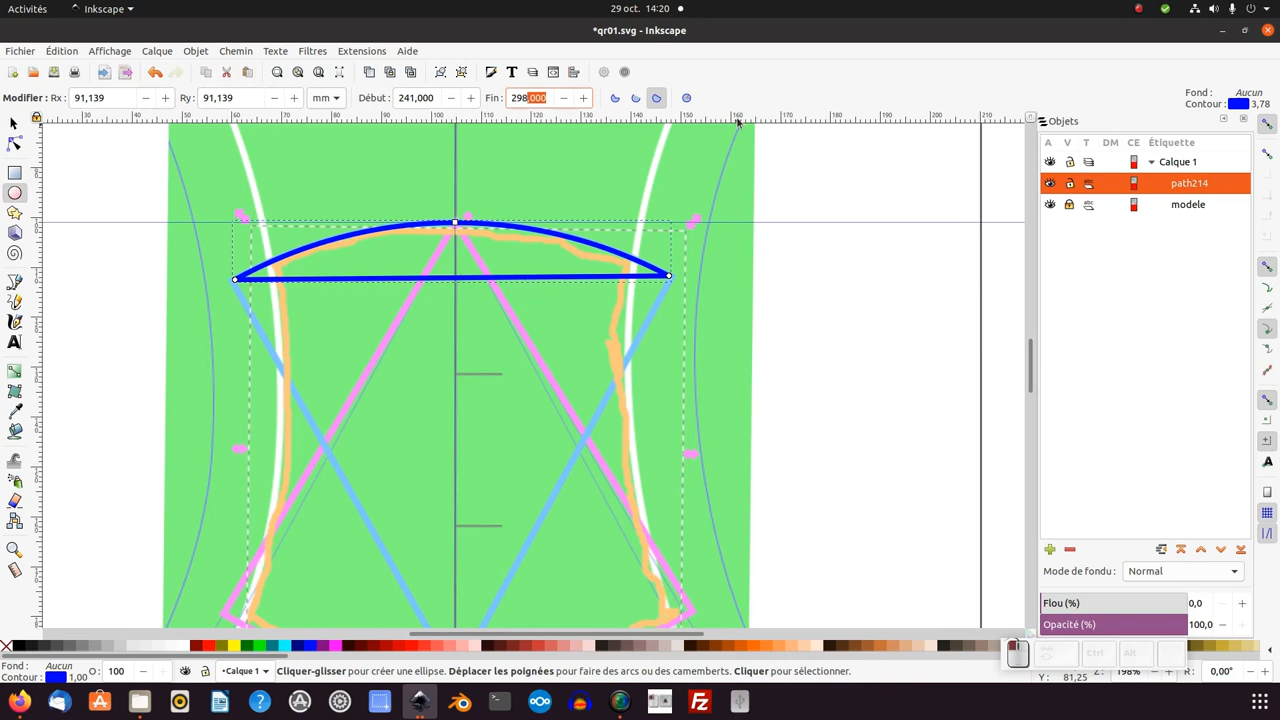 Activités
Inkscape
29 oct. 14:20
*qr01.svg - Inkscape
Fichier Édition Affichage Calque Objet Chemin Texte Filtres Extensions Aide
Modifier: Rx: 91,139 Ry: 91,139 mm Début: 241,000 Fin : 298,000
Fond : Aucun
Contour : 3,78
Objets
A V T DM CE Étiquette
Calque 1
path214
modele
Mode de fondu : Normal
Flou (%) 0,0
Opacité (%) 100,0
Fond : Aucun
Contour : 1,00
O: 100
•Calque 1
Cliquer-glisser pour créer une ellipse. Déplacer les poignées pour faire des arcs ou des camemberts. Cliquer pour sélectionner.
Ctrl Alt
Y: 81,25
Z: 198%
R: 0,00°